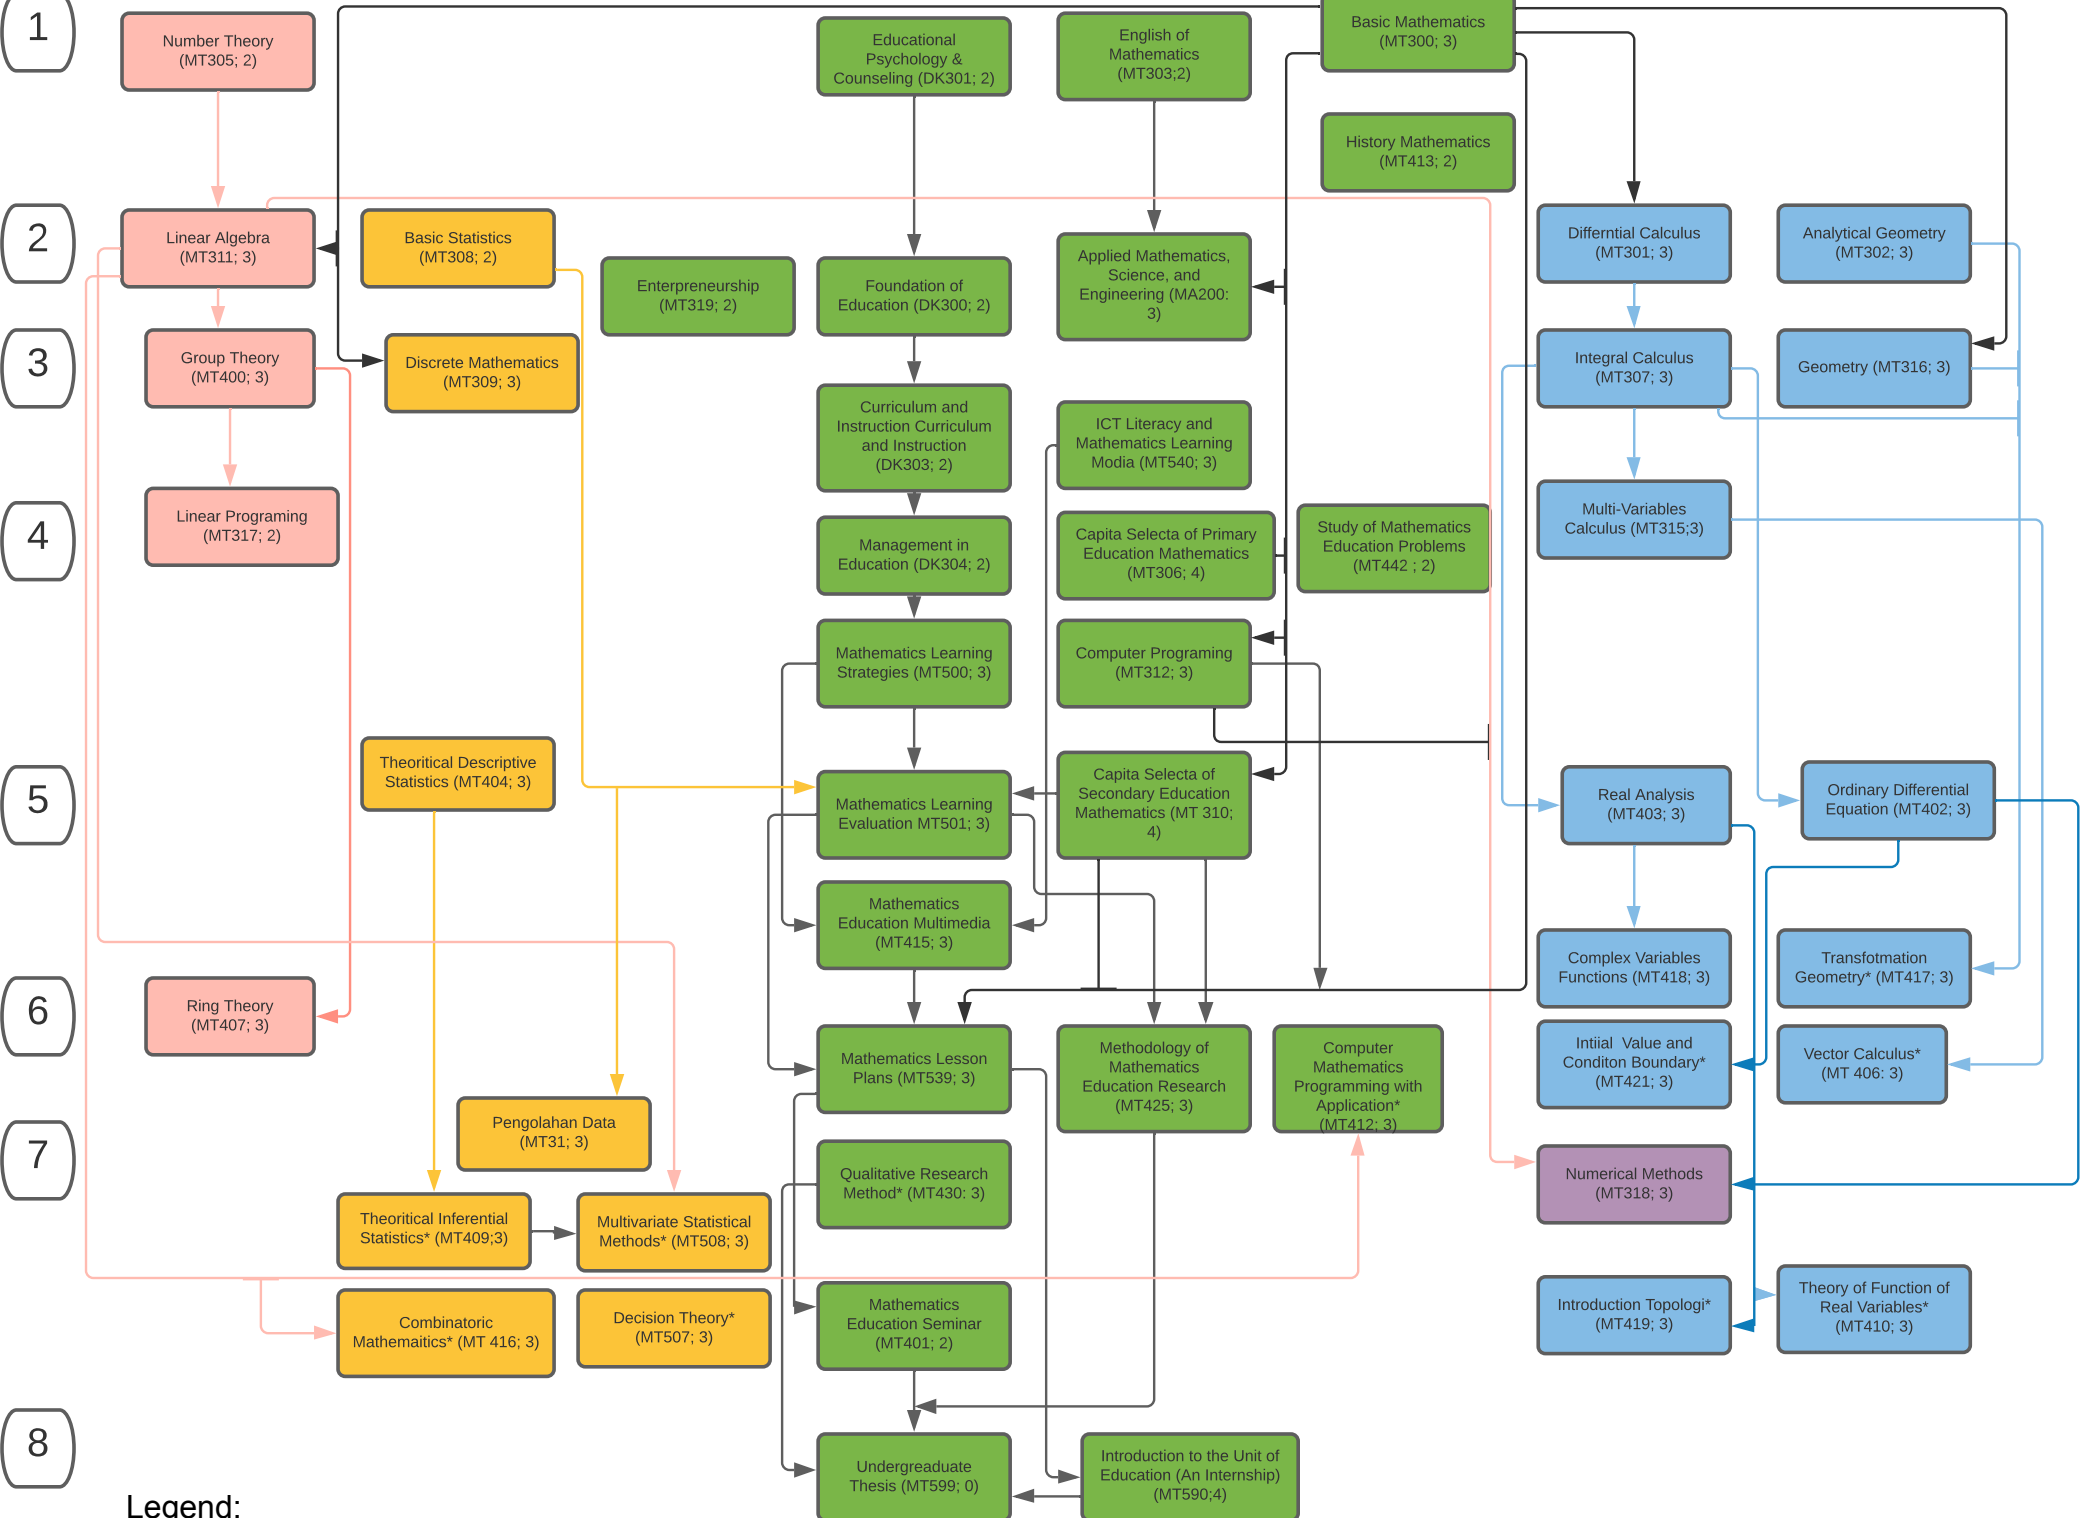 1
Number Theory
(MT305; 2)
Educational
Psychology &
Counseling (DK301; 2)
English of
Mathematics
(MT303;2)
Basic Mathematics
(MT300; 3)
History Mathematics
(MT413; 2)
2
Linear Algebra
(MT311; 3)
Basic Statistics
(MT308; 2)
Enterpreneurship
(MT319; 2)
Foundation of
Education (DK300; 2)
Applied Mathematics,
Science, and
Engineering (MA200:
3)
Differntial Calculus
(MT301; 3)
Analytical Geometry
(MT302; 3)
3
Group Theory
(MT400; 3)
Discrete Mathematics
(MT309; 3)
Curriculum and
Instruction Curriculum
and Instruction
(DK303; 2)
ICT Literacy and
Mathematics Learning
Modia (MT540; 3)
Integral Calculus
(MT307; 3)
Geometry (MT316; 3)
4
Linear Programing
(MT317; 2)
Management in
Education (DK304; 2)
Capita Selecta of Primary
Education Mathematics
(MT306; 4)
Study of Mathematics
Education Problems
(MT442 ; 2)
Multi-Variables
Calculus (MT315;3)
Mathematics Learning
Strategies (MT500; 3)
Computer Programing
(MT312; 3)
5
Theoritical Descriptive
Statistics (MT404; 3)
Mathematics Learning
Evaluation MT501; 3)
Capita Selecta of
Secondary Education
Mathematics (MT 310;
4)
Real Analysis
(MT403; 3)
Ordinary Differential
Equation (MT402; 3)
Mathematics
Education Multimedia
(MT415; 3)
Complex Variables
Functions (MT418; 3)
Transfotmation
Geometry* (MT417; 3)
6
Ring Theory
(MT407; 3)
Mathematics Lesson
Plans (MT539; 3)
Methodology of
Mathematics
Education Research
(MT425; 3)
Computer
Mathematics
Programming with
Application*
(MT412; 3)
Intiial  Value and
Conditon Boundary*
(MT421; 3)
Vector Calculus*
(MT 406: 3)
7
Pengolahan Data
(MT31; 3)
Qualitative Research
Method* (MT430: 3)
Numerical Methods
(MT318; 3)
Theoritical Inferential
Statistics* (MT409;3)
Multivariate Statistical
Methods* (MT508; 3)
Combinatoric
Mathemaitics* (MT 416; 3)
Decision Theory*
(MT507; 3)
Mathematics
Education Seminar
(MT401; 2)
Introduction Topologi*
(MT419; 3)
Theory of Function of
Real Variables*
(MT410; 3)
8
Undergreaduate
Thesis (MT599; 0)
Introduction to the Unit of
Education (An Internship)
(MT590;4)
Legend: